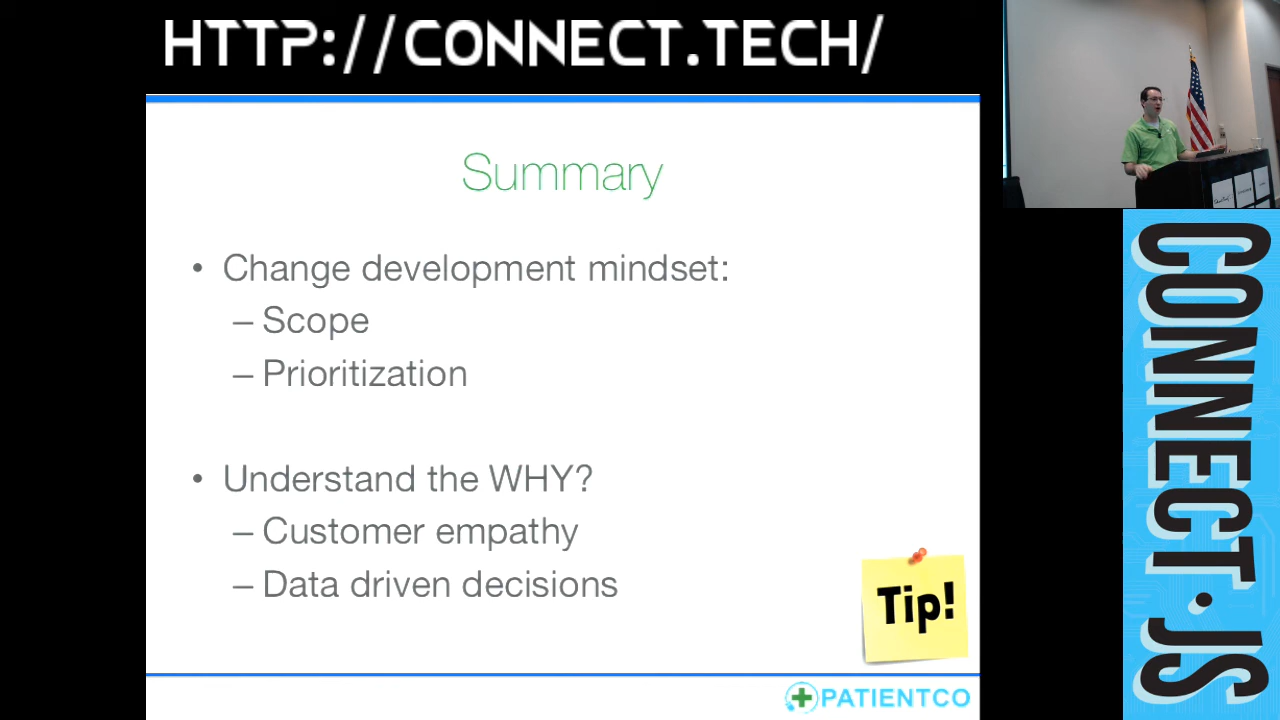 HTTP://CONNECT.TECH/
Summary
• Change development mindset:
– Scope
– Prioritization
• Understand the WHY?
– Customer empathy
– Data driven decisions
Tip!
PATIENTCO
CONNECT.JS